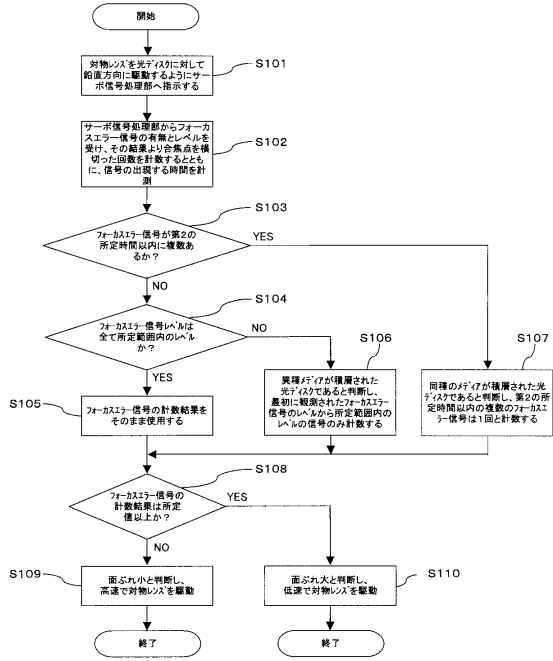 開始
対物レンズを光ディスクに対して
鉛直方向に駆動するようにサー
ボ信号処理部へ指示する
S101
サーボ信号処理部からフォーカ
スエラー信号の有無とレベルを
受け、その結果より合焦点を横
切った回数を計数するととも
に、信号の出現する時間を計
測
S102
フォーカスエラー信号が第2の
所定時間以内に複数あ
るか?
S103
YES
NO
フォーカスエラー信号レベルは
全て所定範囲内のレベル
か?
S104
NO
YES
S105
フォーカスエラー信号の計数結果を
そのまま使用する
S106
異種メディアが積層された
光ディスクであると判断し、
最初に観測されたフォーカスエラー
信号のレベルから所定範囲内の
レベルの信号のみ計数する
S107
同種のメディアが積層された光
ディスクであると判断し、第2の所
定時間以内の複数のフォーカスエ
ラー信号は1回と計数する
フォーカスエラー信号の
計数結果は所定
値以上か?
S108
YES
NO
S109
面ぶれ小と判断し、
高速で対物レンズを駆動
面ぶれ大と判断し、
低速で対物レンズを駆動
S110
終了
終了